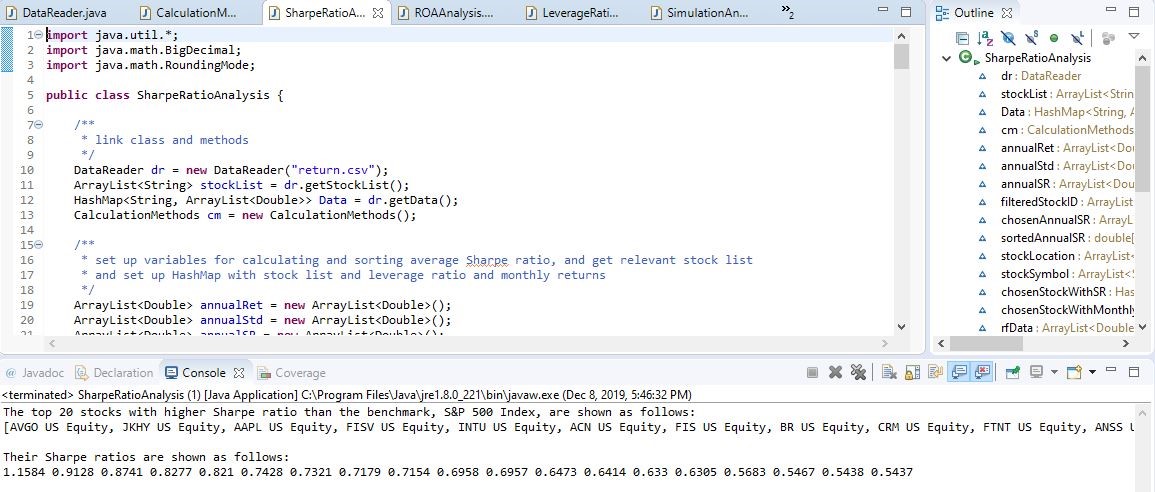 DataReader.java CalculationM... SharpeRatioA... ROAAnalysis.... LeverageRati... SimulationAn... »2
1 import java.util.*;
2 import java.math.BigDecimal;
3 import java.math.RoundingMode;
4
5 public class SharpeRatioAnalysis {
6
7 /**
8 * link class and methods
9 */
10 DataReader dr = new DataReader("return.csv");
11 ArrayList<String> stockList = dr.getStockList();
12 HashMap<String, ArrayList<Double>> Data = dr.getData();
13 CalculationMethods cm = new CalculationMethods();
14
15 /**
16 * set up variables for calculating and sorting average Sharpe ratio, and get relevant stock list
17 * and set up HashMap with stock list and leverage ratio and monthly returns
18 */
19 ArrayList<Double> annualRet = new ArrayList<Double>();
20 ArrayList<Double> annualStd = new ArrayList<Double>();
21 ArrayList<Double> annualSR = new ArrayList<Double>();
Outline
SharpeRatioAnalysis
dr : DataReader
stockList : ArrayList<Strin
Data : HashMap<String, A
cm : CalculationMethods
annualRet : ArrayList<Dou
annualStd : ArrayList<Dou
annualSR : ArrayList<Dou
filteredStockID : ArrayList
chosenAnnualSR : ArrayL
sortedAnnualSR : double[
stockLocation : ArrayList<
stockSymbol : ArrayList<S
chosenStockWithSR : Has
chosenStockWithMonthly
rfData : ArrayList<Double
@ Javadoc Declaration Console Coverage
<terminated> SharpeRatioAnalysis (1) [Java Application] C:\Program Files\Java\jre1.8.0_221\bin\javaw.exe (Dec 8, 2019, 5:46:32 PM)
The top 20 stocks with higher Sharpe ratio than the benchmark, S&P 500 Index, are shown as follows:
[AVGO US Equity, JKHY US Equity, AAPL US Equity, FISV US Equity, INTU US Equity, ACN US Equity, FIS US Equity, BR US Equity, CRM US Equity, FTNT US Equity, ANSS U
Their Sharpe ratios are shown as follows:
1.1584 0.9128 0.8741 0.8277 0.821 0.7428 0.7321 0.7179 0.7154 0.6958 0.6957 0.6473 0.6414 0.633 0.6305 0.5683 0.5467 0.5438 0.5437